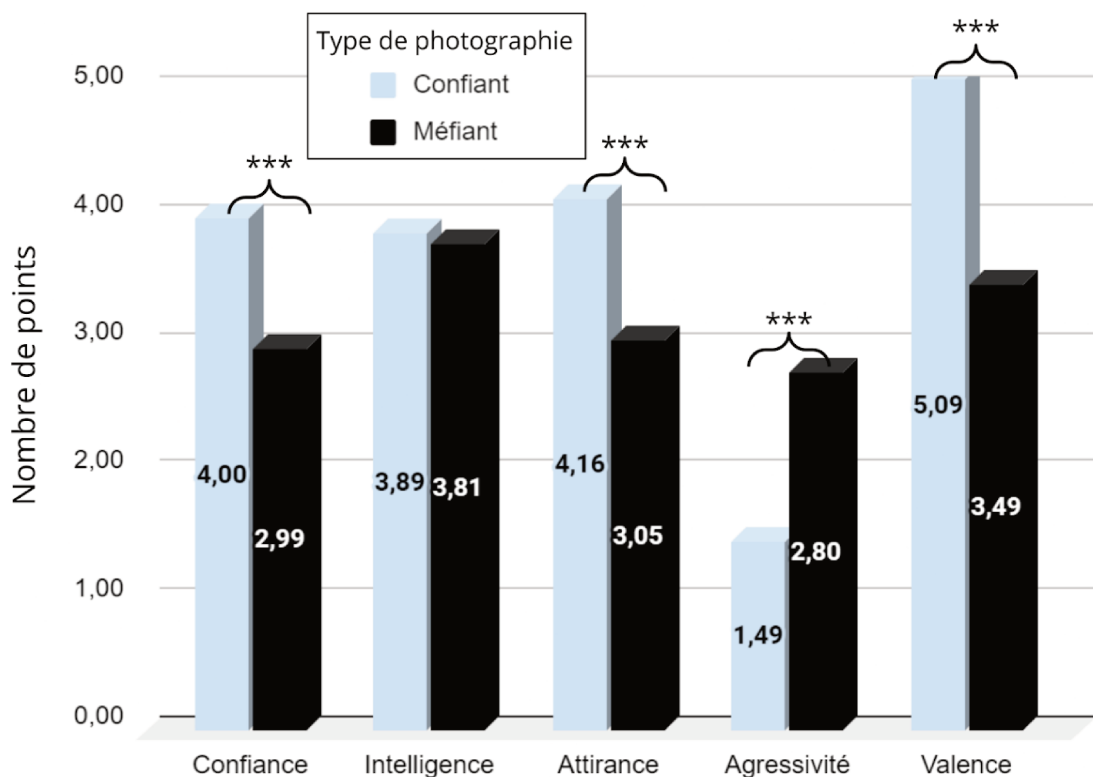 Type de photographie
Confiant
Méfiant
***
***
***
***
Nombre de points
5,00
4,00
3,00
2,00
1,00
0,00
4,00
2,99
3,89
3,81
4,16
3,05
1,49
2,80
5,09
3,49
Confiance
Intelligence
Attirance
Agressivité
Valence